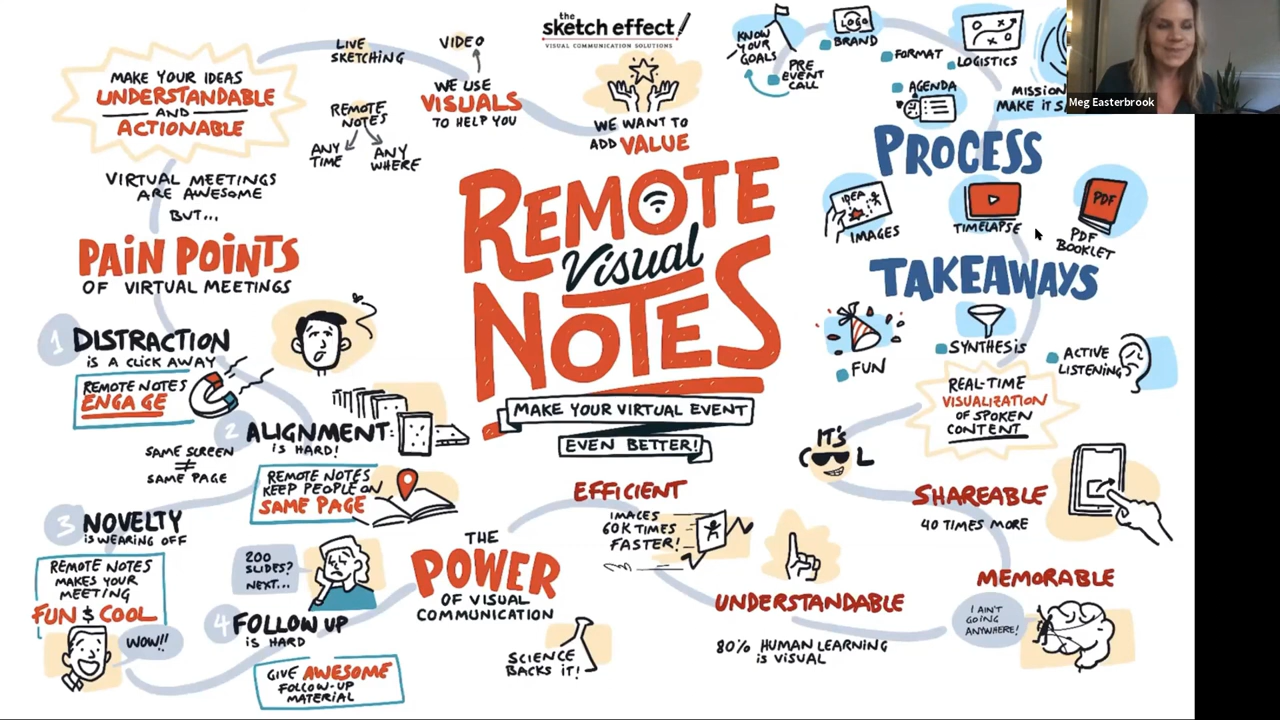 the
sketch effect
VISUAL COMMUNICATION SOLUTIONS
MAKE YOUR IDEAS
UNDERSTANDABLE
AND
ACTIONABLE
LIVE
SKETCHING
VIDEO
REMOTE
NOTES
ANY
TIME
ANY
WHERE
WE USE
VISUALS
TO HELP YOU
WE WANT TO
ADD VALUE
VIRTUAL MEETINGS
ARE AWESOME
BUT...
PAIN POINTS
OF VIRTUAL MEETINGS
1 DISTRACTION
IS A CLICK AWAY
REMOTE NOTES
ENGAGE
2 ALIGNMENT
IS HARD!
SAME SCREEN
≠
SAME PAGE
REMOTE NOTES
KEEP PEOPLE ON
SAME PAGE
3 NOVELTY
IS WEARING OFF
REMOTE NOTES
MAKES YOUR
MEETING
FUN & COOL
WOW!!
200
SLIDES?
NEXT...
4 FOLLOW UP
IS HARD
GIVE AWESOME
FOLLOW-UP
MATERIAL
REMOTE
Visual
NOTES
MAKE YOUR VIRTUAL EVENT
EVEN BETTER!
THE
POWER
OF VISUAL
COMMUNICATION
SCIENCE
BACKS IT!
EFFICIENT
IMAGES
60K TIMES
FASTER!
UNDERSTANDABLE
80% HUMAN LEARNING
IS VISUAL
MEMORABLE
I AIN'T
GOING
ANYWHERE!
SHAREABLE
40 TIMES MORE
IT'S
COOL
REAL-TIME
VISUALIZATION
OF SPOKEN
CONTENT
KNOW
YOUR
GOALS
PRE
EVENT
CALL
LOGO
BRAND
FORMAT
AGENDA
LOGISTICS
MISSION
MAKE IT S
PROCESS
IDEA
IMAGES
TIMELAPSE
PDF
PDF
BOOKLET
TAKEAWAYS
FUN
SYNTHESIS
ACTIVE
LISTENING
Meg Easterbrook